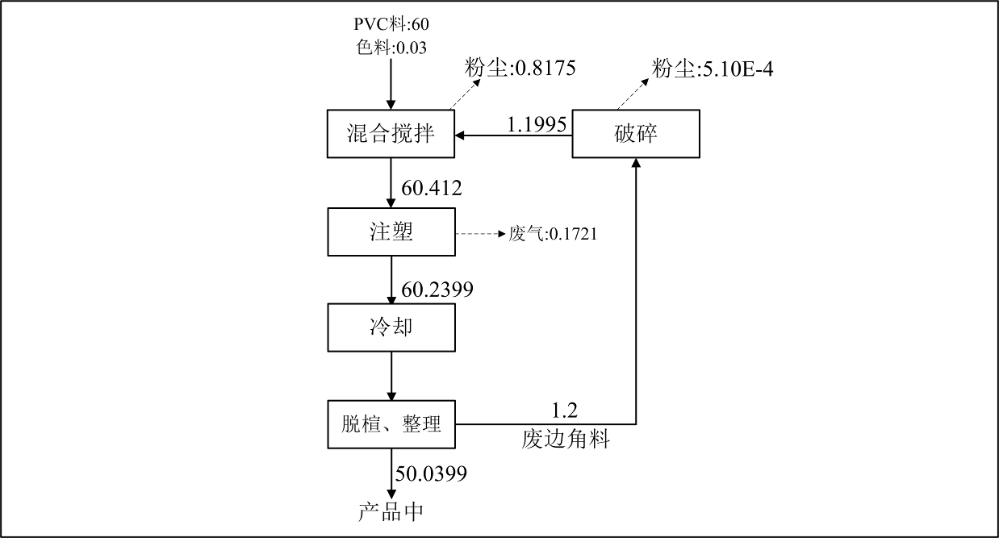 PVC料:60
色料:0.03
粉尘:0.8175
粉尘:5.10E-4
混合搅拌
1.1995
破碎
60.412
注塑
废气:0.1721
60.2399
冷却
脱楦、整理
1.2
废边角料
50.0399
产品中